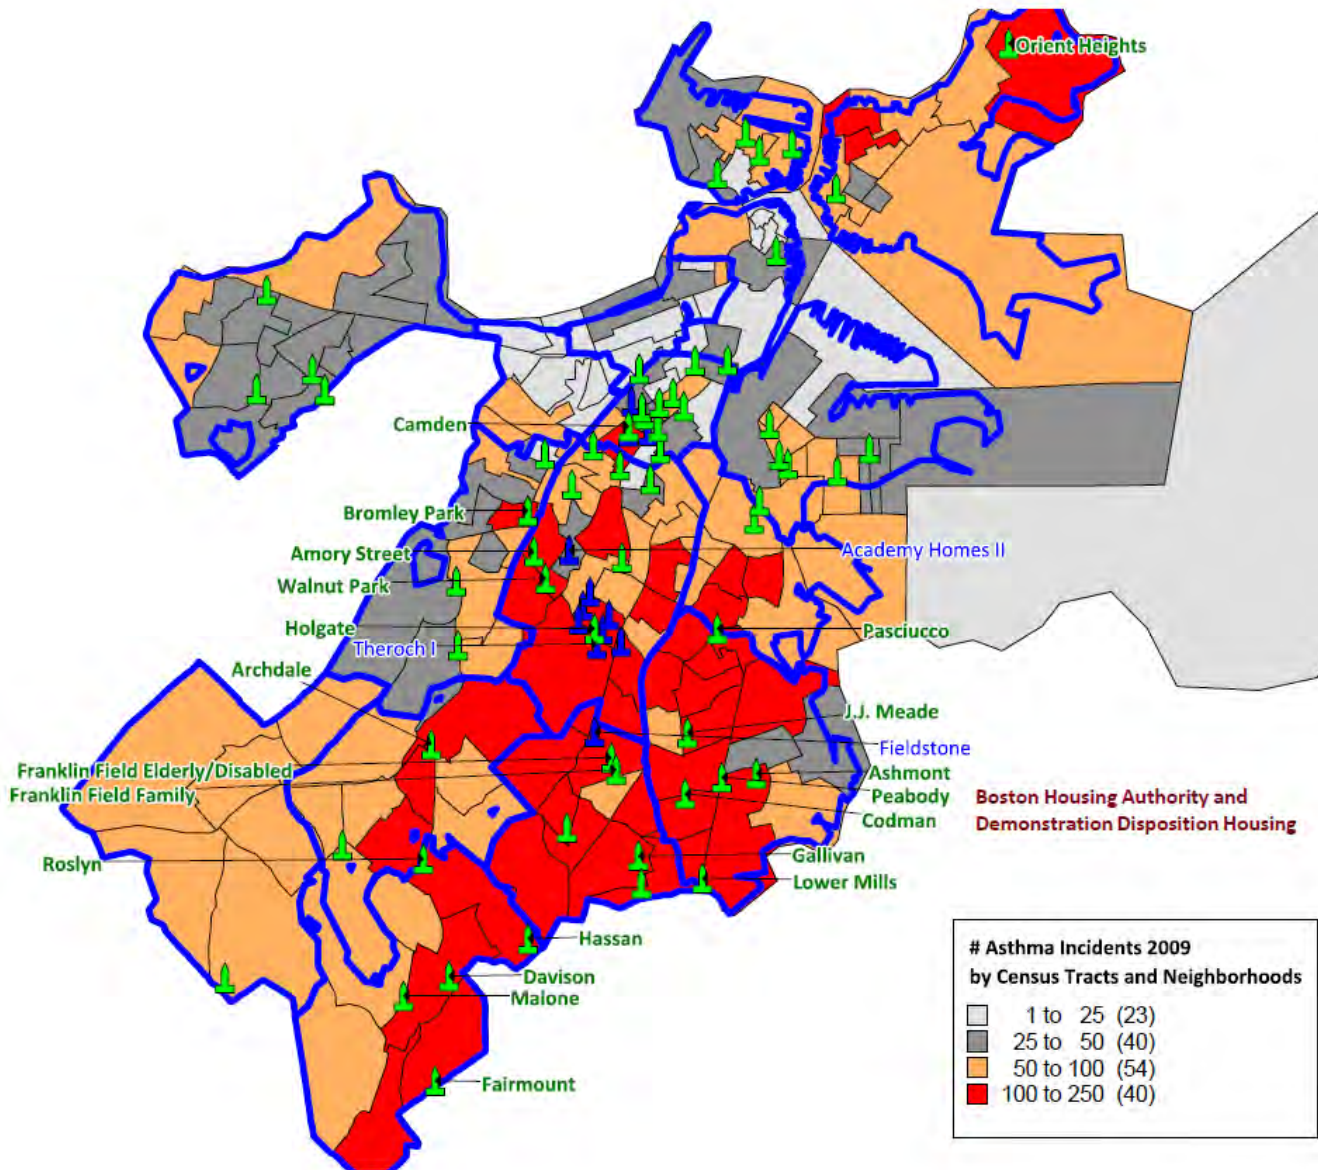 Orient Heights
Camden
Bromley Park
Amory Street
Academy Homes II
Walnut Park
Holgate
Pasciucco
Theroch I
Archdale
J.J. Meade
Fieldstone
Franklin Field Elderly/Disabled
Ashmont
Franklin Field Family
Peabody
Boston Housing Authority and
Demonstration Disposition Housing
Codman
Gallivan
Roslyn
Lower Mills
Hassan
Davison
Malone
Fairmount
# Asthma Incidents 2009
by Census Tracts and Neighborhoods
1 to 25 (23)
25 to 50 (40)
50 to 100 (54)
100 to 250 (40)